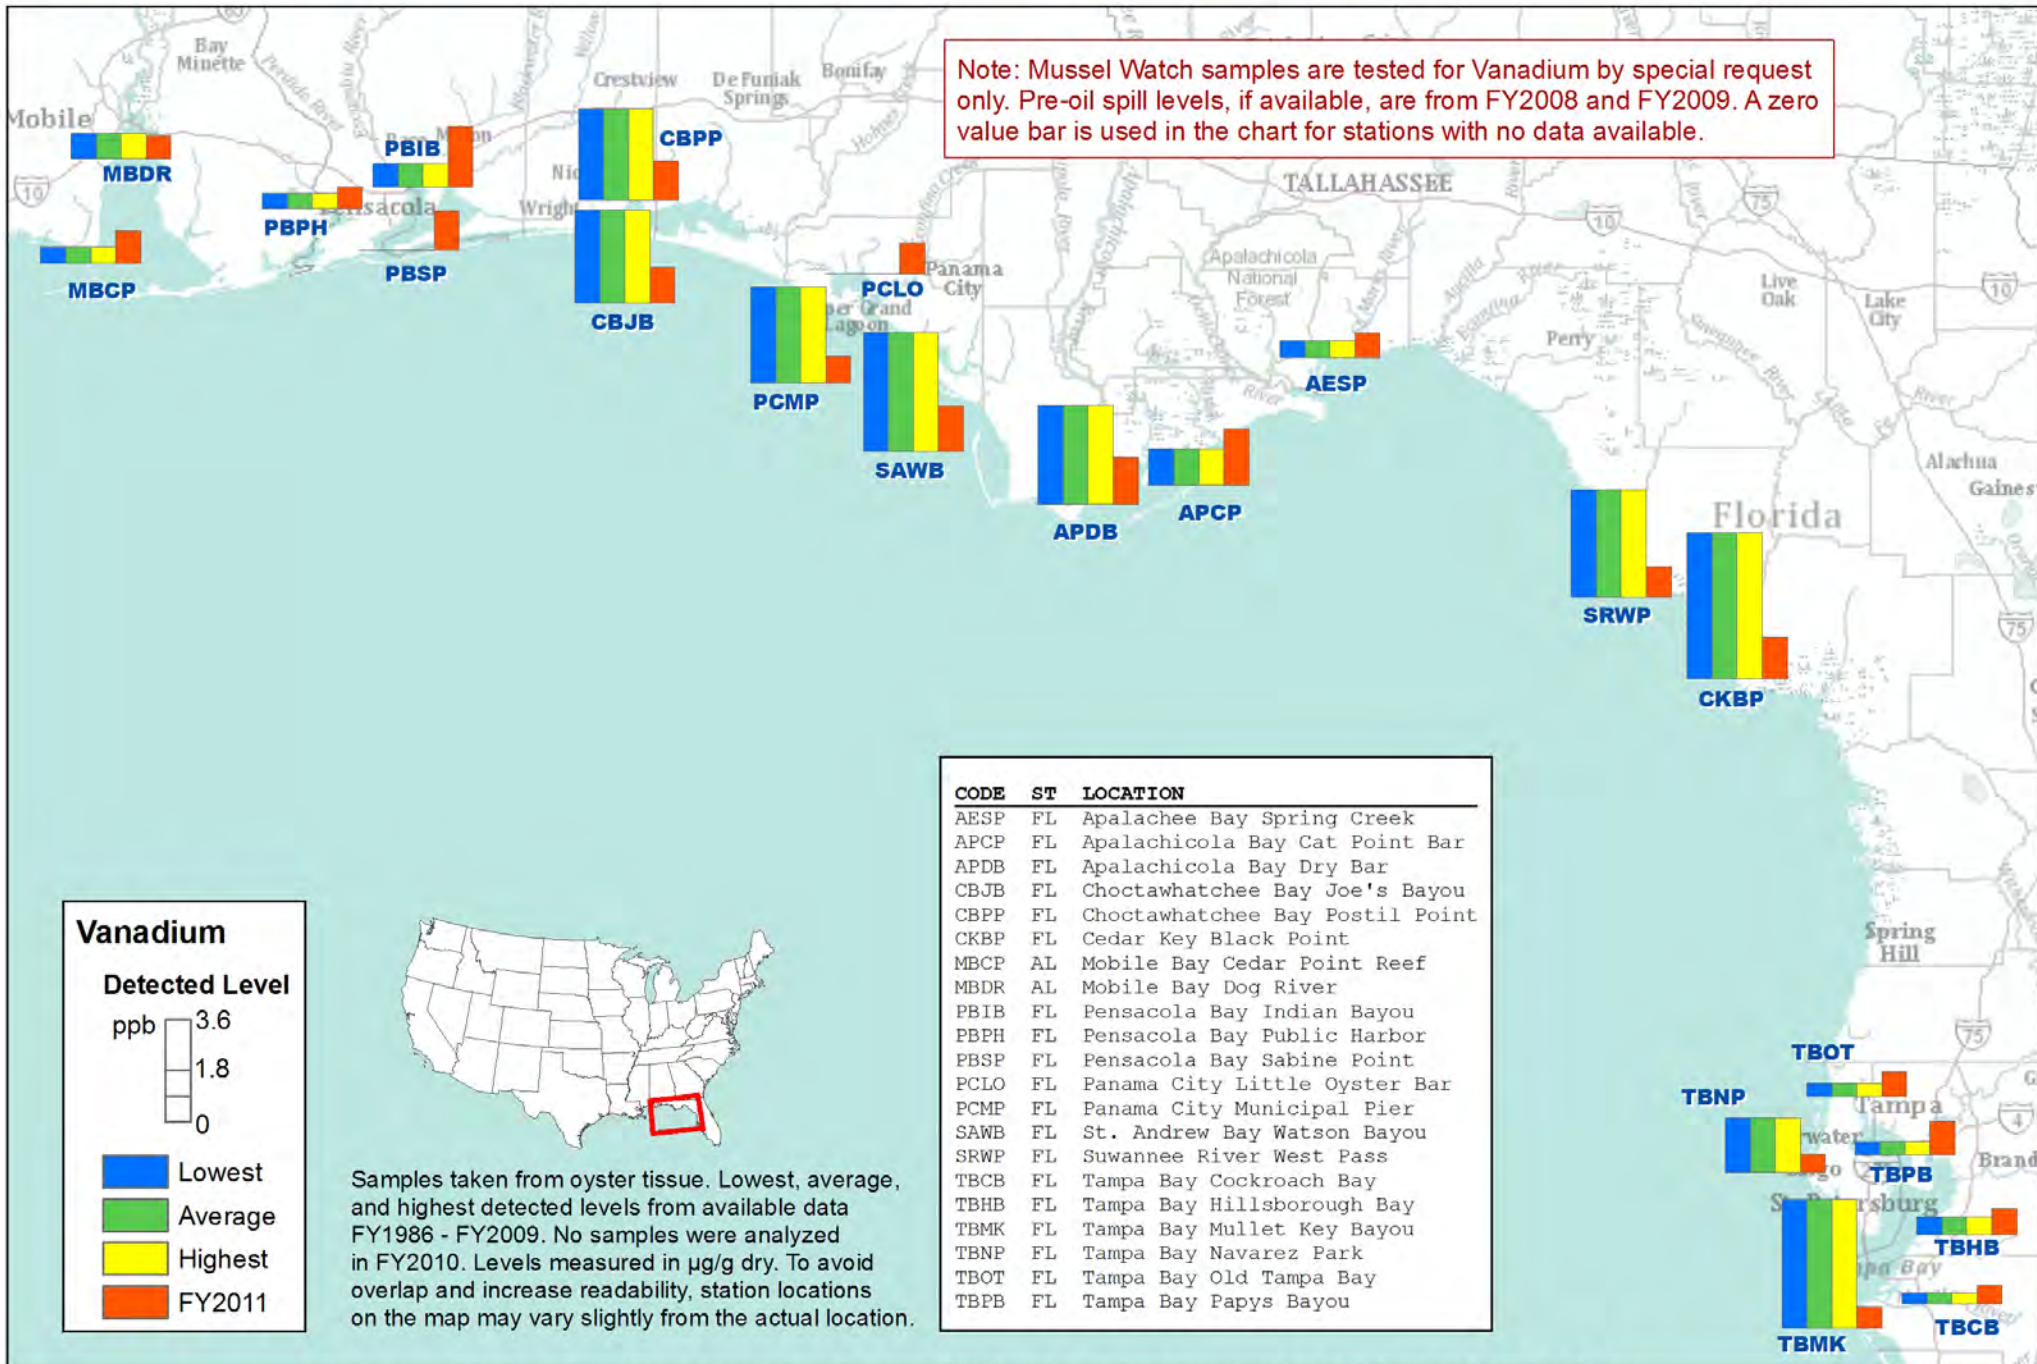 Note: Mussel Watch samples are tested for Vanadium by special request
only. Pre-oil spill levels, if available, are from FY2008 and FY2009. A zero
value bar is used in the chart for stations with no data available.
Bay
Minette
Perdido River
Crestview
De Funiak
Springs
Bonifay
Mobile
10
MBDR
PBIB
CBPP
TALLAHASSEE
10
75
PBPH
Wright
MBCP
PBSP
CBJB
PCLO
Panama
City
Lagoon
PCMP
SAWB
Apalachicola
National
Forest
River
AESP
Perry
Live
Oak
Lake
City
10
River
APDB
APCP
Alachua
Florida
SRWP
CKBP
75
Spring
Hill
75
TBOT
Tampa
4
TBNP
TBPB
TBHB
Bay
TBMK
TBCB
CODE ST LOCATION
AESP FL Apalachee Bay Spring Creek
APCP FL Apalachicola Bay Cat Point Bar
APDB FL Apalachicola Bay Dry Bar
CBJB FL Choctawhatchee Bay Joe's Bayou
CBPP FL Choctawhatchee Bay Postil Point
CKBP FL Cedar Key Black Point
MBCP AL Mobile Bay Cedar Point Reef
MBDR AL Mobile Bay Dog River
PBIB FL Pensacola Bay Indian Bayou
PBPH FL Pensacola Bay Public Harbor
PBSP FL Pensacola Bay Sabine Point
PCLO FL Panama City Little Oyster Bar
PCMP FL Panama City Municipal Pier
SAWB FL St. Andrew Bay Watson Bayou
SRWP FL Suwannee River West Pass
TBCB FL Tampa Bay Cockroach Bay
TBHB FL Tampa Bay Hillsborough Bay
TBMK FL Tampa Bay Mullet Key Bayou
TBNP FL Tampa Bay Navarez Park
TBOT FL Tampa Bay Old Tampa Bay
TBPB FL Tampa Bay Papys Bayou
Vanadium
Detected Level
ppb 3.6
1.8
0
Lowest
Average
Highest
FY2011
Samples taken from oyster tissue. Lowest, average,
and highest detected levels from available data
FY1986 - FY2009. No samples were analyzed
in FY2010. Levels measured in µg/g dry. To avoid
overlap and increase readability, station locations
on the map may vary slightly from the actual location.